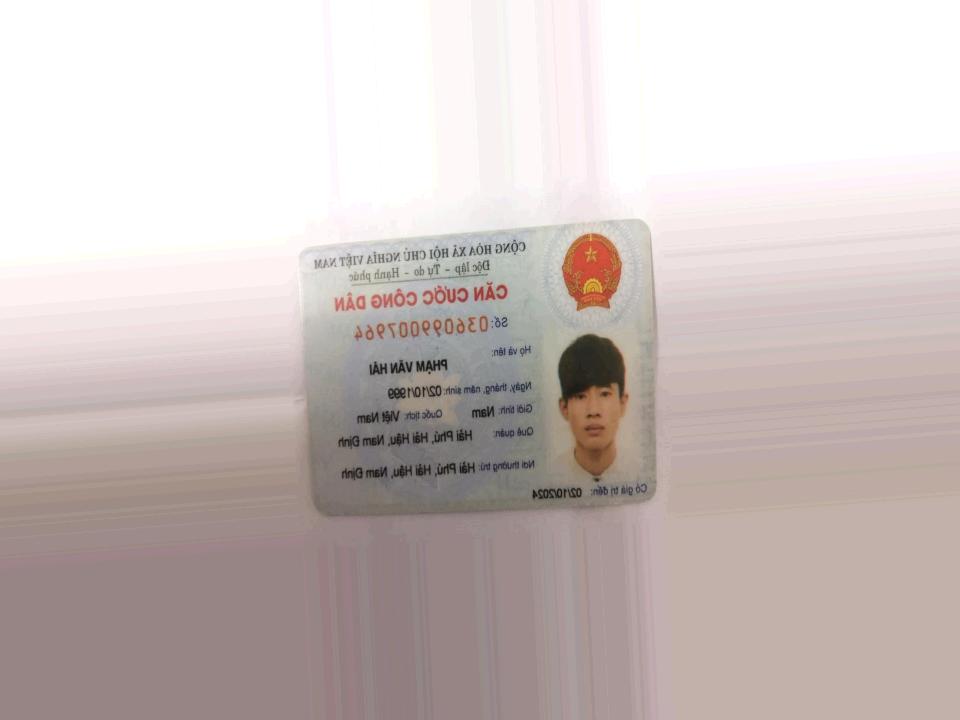 CỘNG HÒA XÃ HỘI CHỦ NGHĨA VIỆT NAM
Độc lập - Tự do - Hạnh phúc
CĂN CƯỚC CÔNG DÂN
Số: 036099007964
Họ và tên:
PHẠM VĂN HẢI
Ngày, tháng, năm sinh: 02/10/1999
Giới tính: Nam Quốc tịch: Việt Nam
Quê quán: Hải Phú, Hải Hậu, Nam Định
Nơi thường trú: Hải Phú, Hải Hậu, Nam Định
Có giá trị đến: 02/10/2024